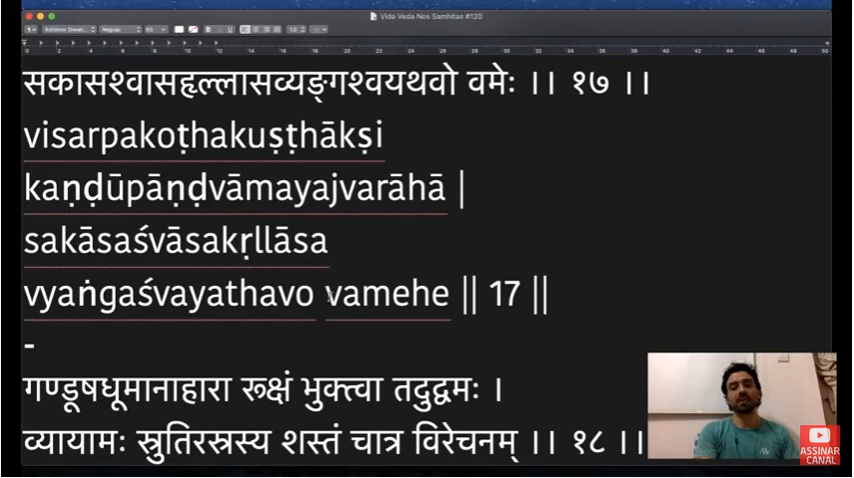 Vida Veda Nos Samhitas #120
सकासश्वासहृल्लासव्यङ्गश्वयथवो वमेः ।। १७ ।।
visarpakoṭhakuṣṭhākṣi
kaṇḍūpāṇḍvāmayajvarāhā |
sakāsaśvāsakṛllāsa
vyaṅgaśvayathavo vamehe || 17 ||
-
गण्डूषधूमानाहारा रूक्षं भुक्त्वा तदुद्वमः ।
व्यायामः स्रुतिरस्रस्य शस्तं चात्र विरेचनम् ।। १८ ।।
ASSINAR
CANAL